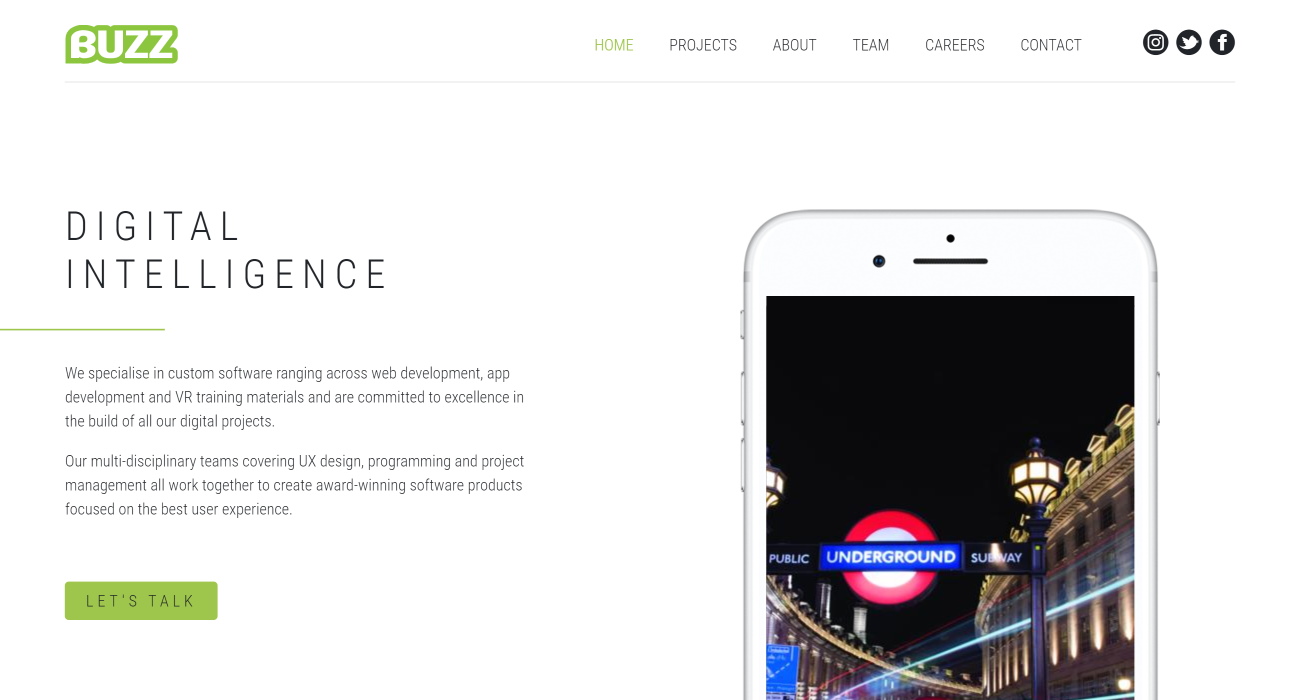 BUZZ
HOME PROJECTS ABOUT TEAM CAREERS CONTACT
DIGITAL
INTELLIGENCE
We specialise in custom software ranging across web development, app
development and VR training materials and are committed to excellence in
the build of all our digital projects.
Our multi-disciplinary teams covering UX design, programming and project
management all work together to create award-winning software products
focused on the best user experience.
LET'S TALK
PUBLIC UNDERGROUND SUBWAY